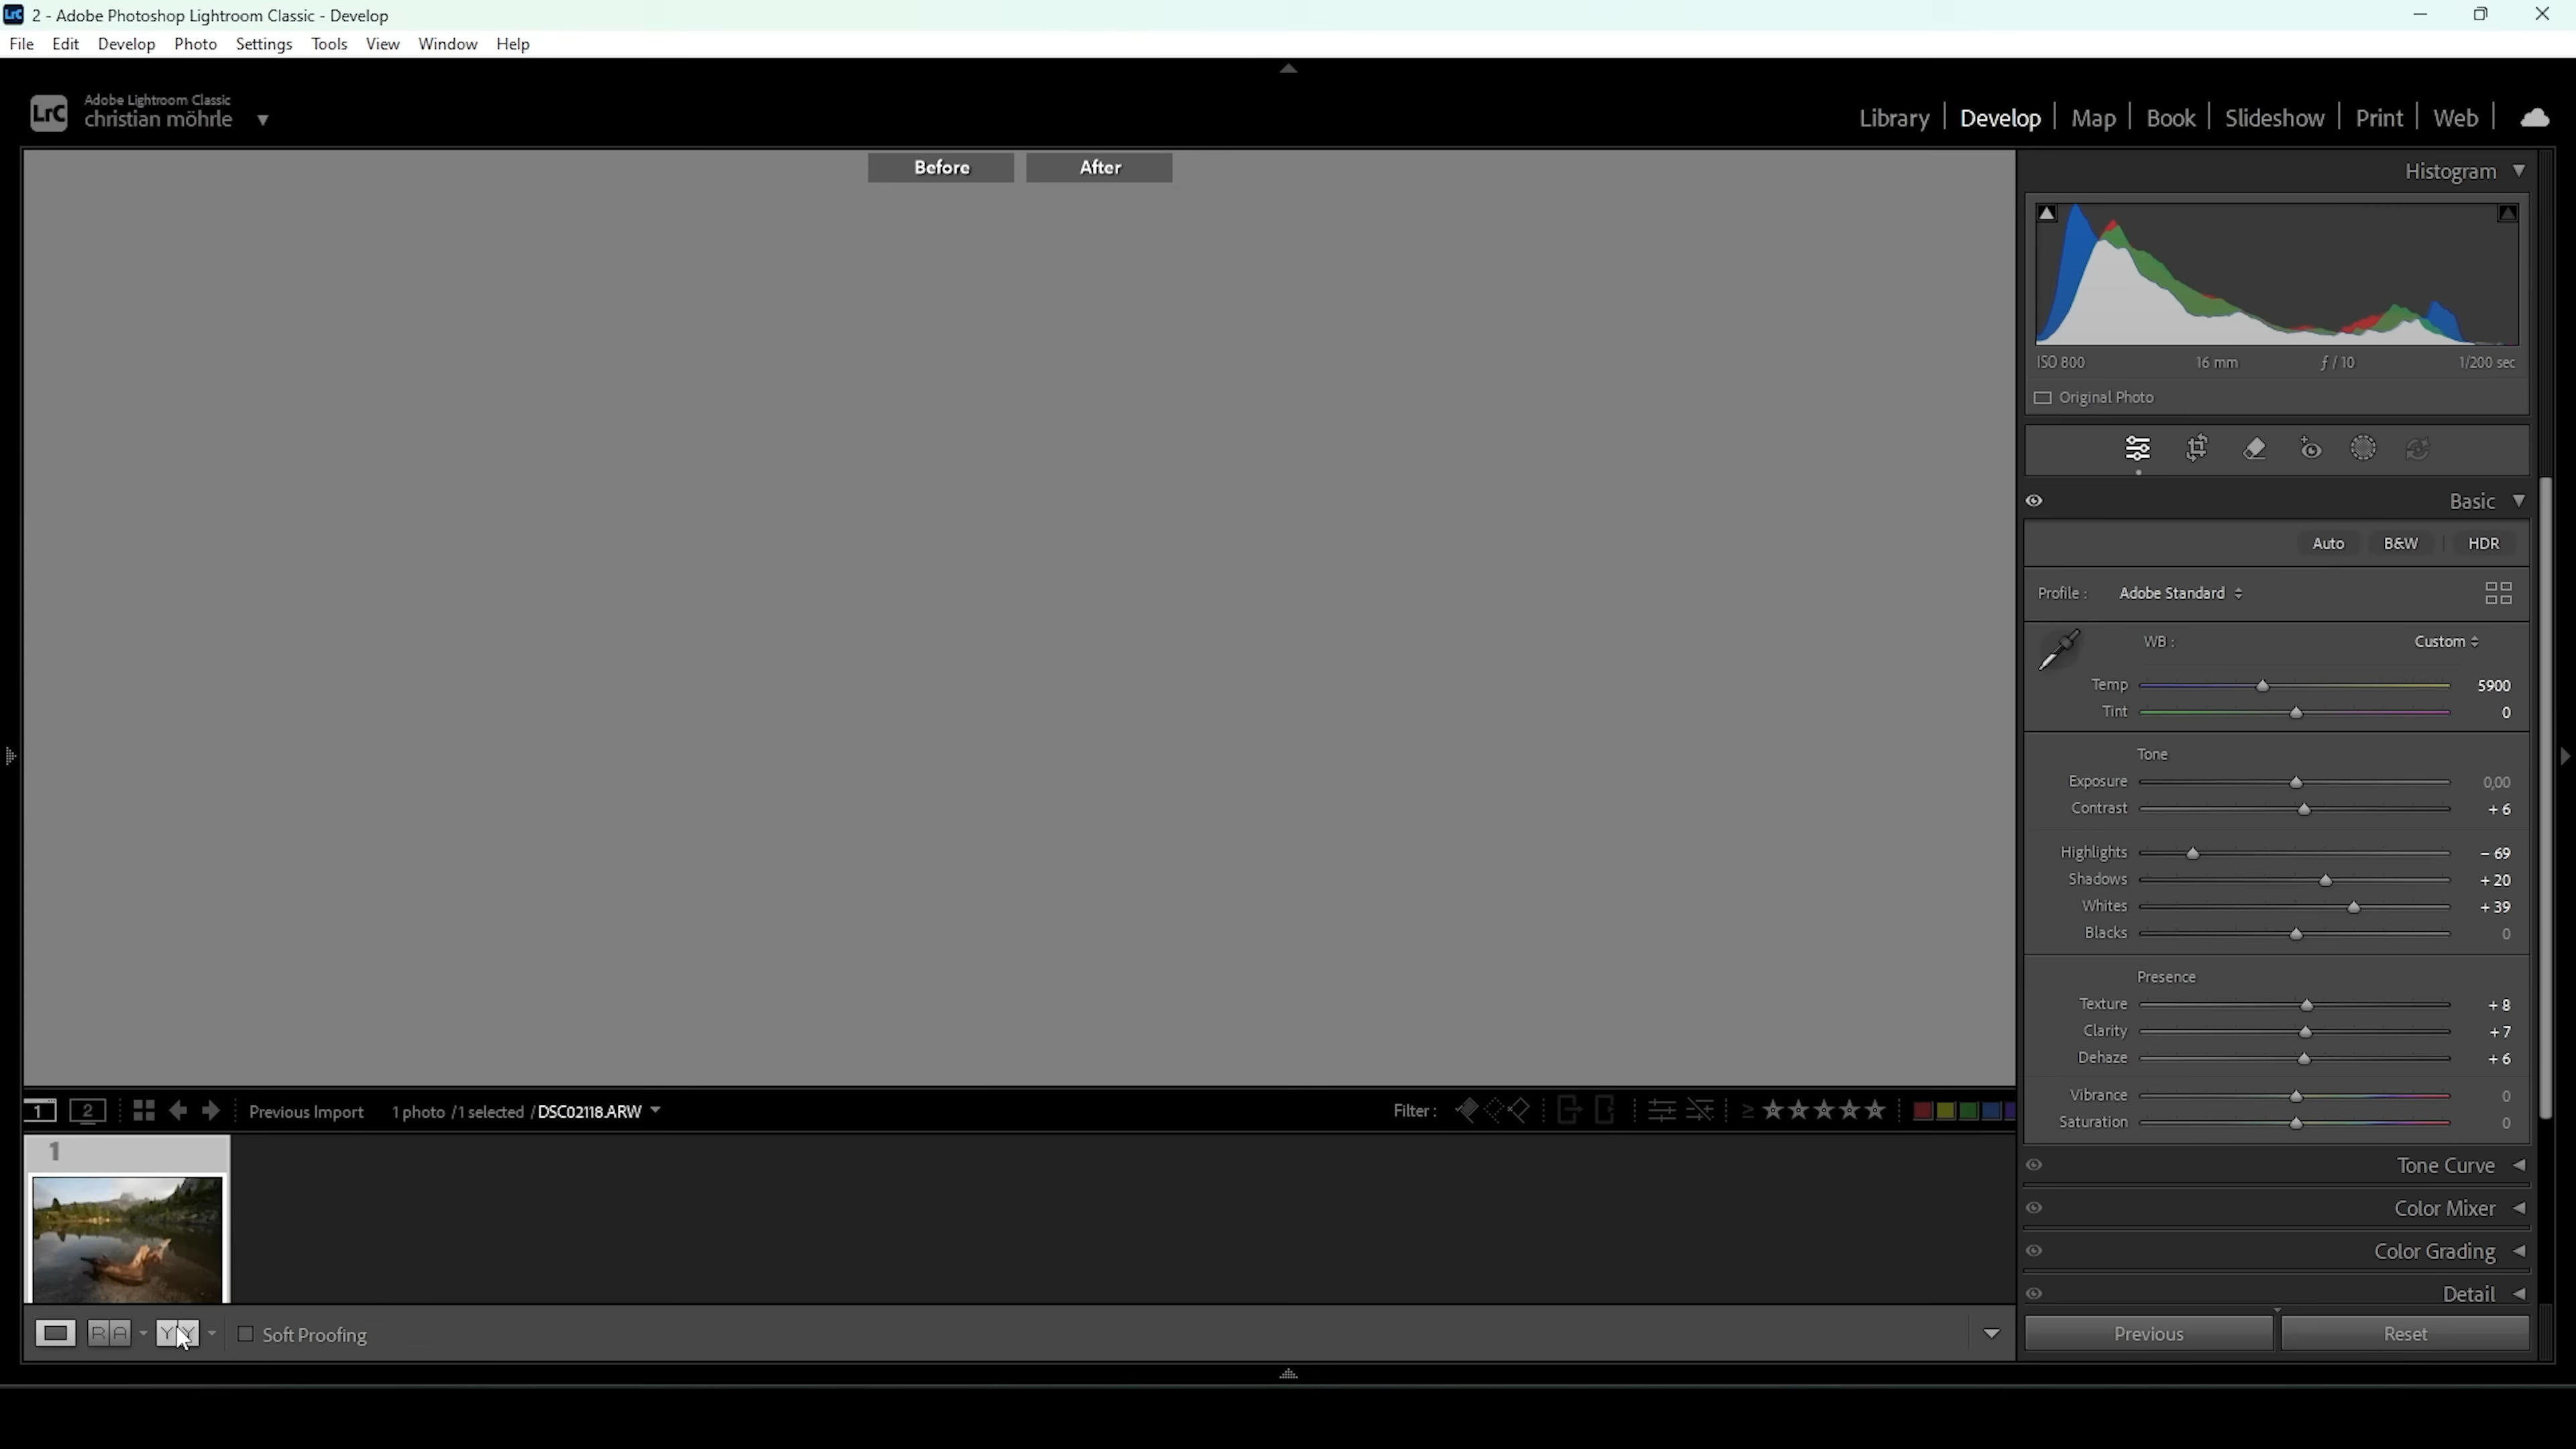 LrC 2 - Adobe Photoshop Lightroom Classic - Develop
File Edit Develop Photo Settings Tools View Window Help
LrC Adobe Lightroom Classic
christian möhrle
Library | Develop | Map | Book | Slideshow | Print | Web |
Before After
Histogram
ISO 800 16 mm ƒ / 10 1/200 sec
Original Photo
Basic
Auto B&W HDR
Profile : Adobe Standard
WB : Custom
Temp 5900
Tint 0
Tone
Exposure 0,00
Contrast + 6
Highlights - 69
Shadows + 20
Whites + 39
Blacks 0
Presence
Texture + 8
Clarity + 7
Dehaze + 6
Vibrance 0
Saturation 0
Tone Curve
Color Mixer
Color Grading
Detail
Previous Reset
1 2 Previous Import 1 photo / 1 selected / DSC02118.ARW Filter : ≥ ★★★★★
1
R A Y Y Soft Proofing